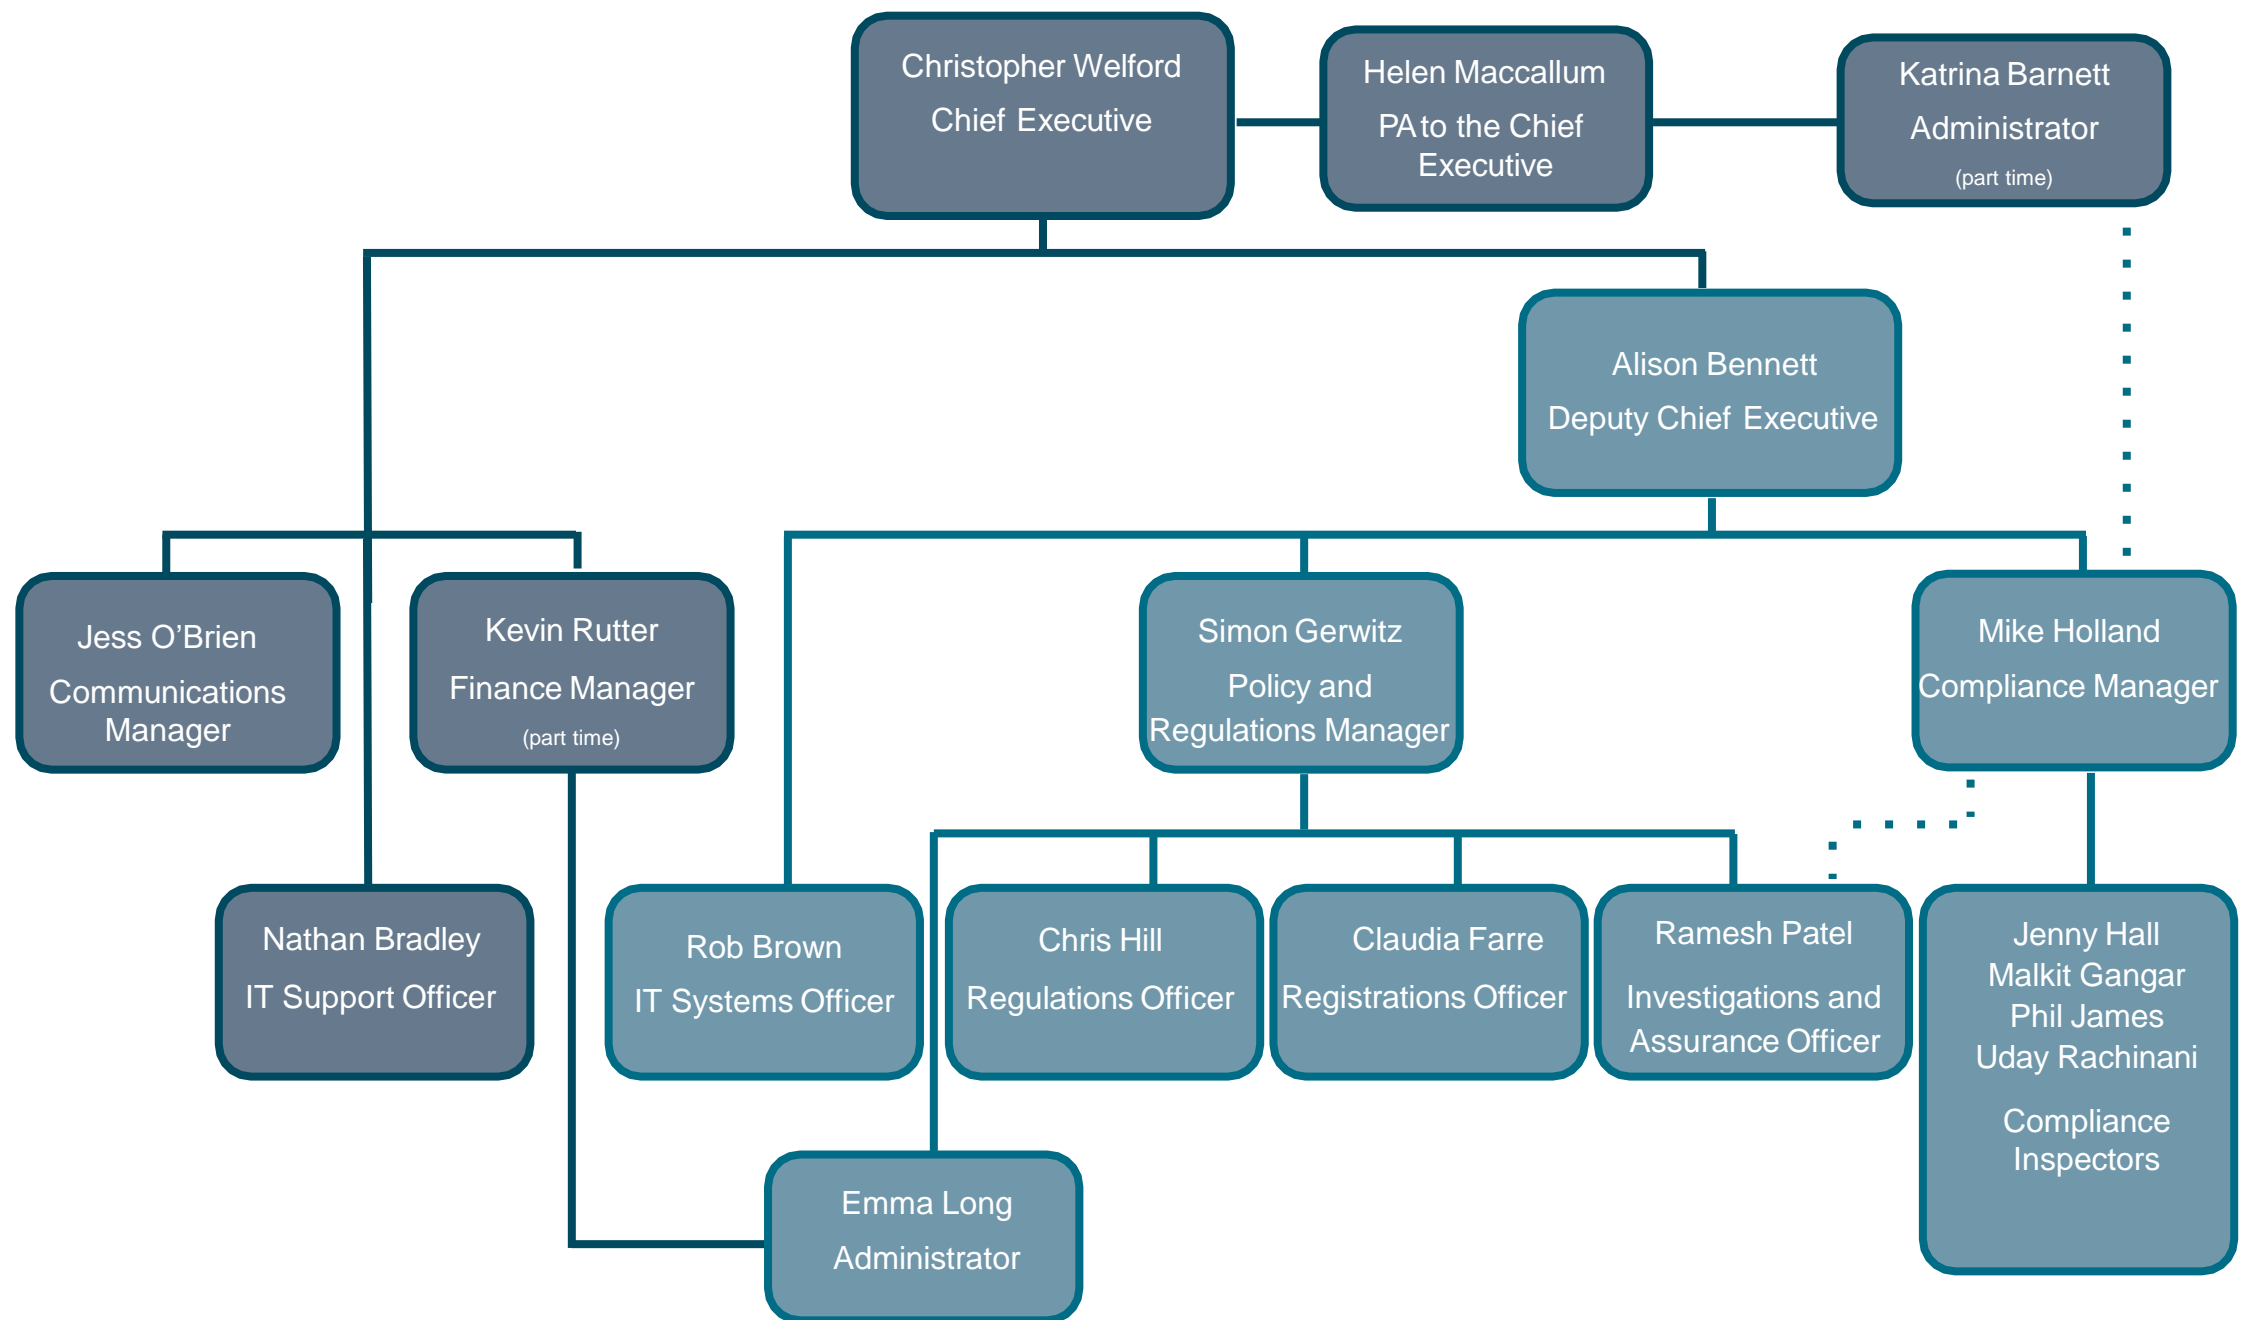 Christopher Welford
Chief Executive
Helen Maccallum
PA to the Chief
Executive
Katrina Barnett
Administrator
(part time)
Alison Bennett
Deputy Chief Executive
Jess O’Brien
Communications
Manager
Kevin Rutter
Finance Manager
(part time)
Simon Gerwitz
Policy and
Regulations Manager
Mike Holland
Compliance Manager
Nathan Bradley
IT Support Officer
Rob Brown
IT Systems Officer
Chris Hill
Regulations Officer
Claudia Farre
Registrations Officer
Ramesh Patel
Investigations and
Assurance Officer
Jenny Hall
Malkit Gangar
Phil James
Uday Rachinani
Compliance
Inspectors
Emma Long
Administrator